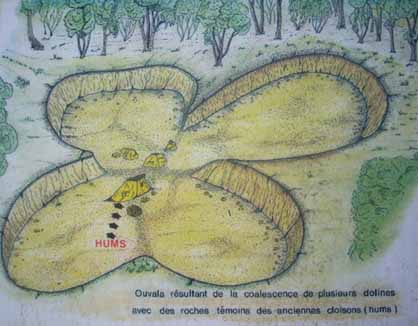 HUMS
Ouvala résultant de la coalescence de plusieurs dolines
avec des roches témoins des anciennes cloisons (hums)